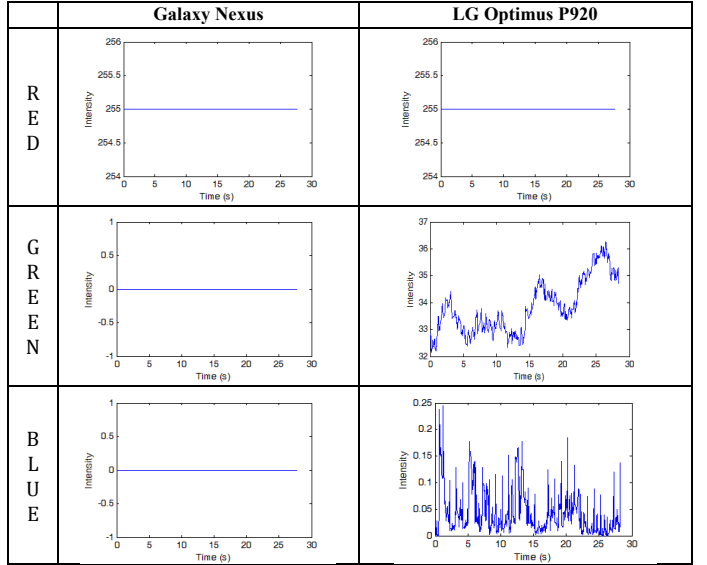 Galaxy Nexus LG Optimus P920
R
E
D
256
255.5
255
254.5
254
Intensity
0 5 10 15 20 25 30
Time (s)
256
255.5
255
254.5
254
Intensity
0 5 10 15 20 25 30
Time (s)
G
R
E
E
N
1
0.5
0
-0.5
-1
Intensity
0 5 10 15 20 25 30
Time (s)
37
36
35
34
33
32
Intensity
0 5 10 15 20 25 30
Time (s)
B
L
U
E
1
0.5
0
-0.5
-1
Intensity
0 5 10 15 20 25 30
Time (s)
0.25
0.2
0.15
0.1
0.05
0
Intensity
0 5 10 15 20 25 30
Time (s)